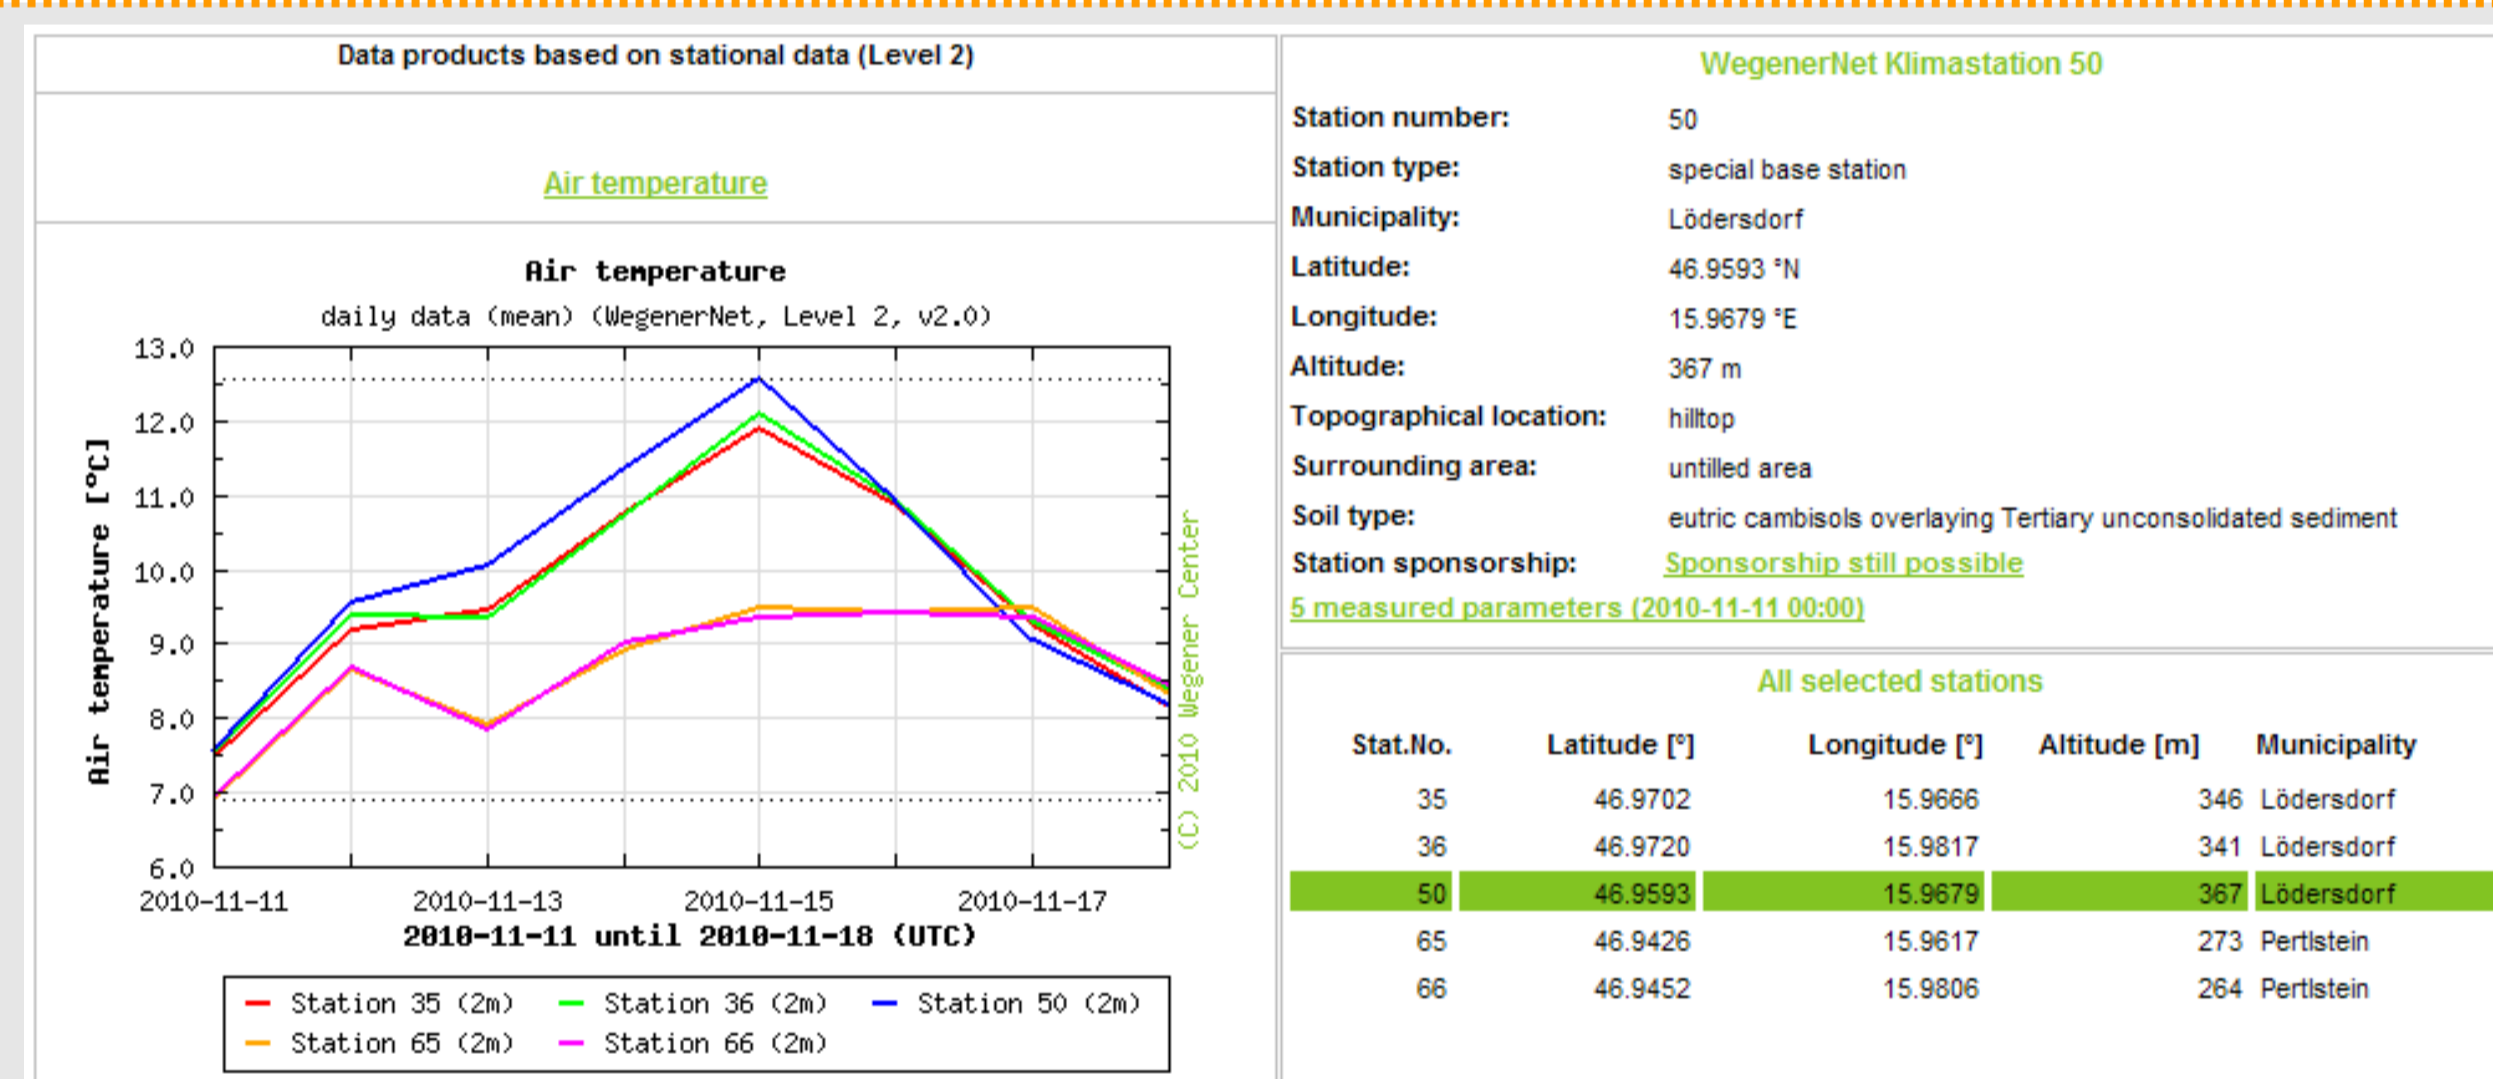 Data products based on stational data (Level 2)
Air temperature
Air temperature
daily data (mean) (WegenerNet, Level 2, v2.0)
13.0
12.0
11.0
10.0
9.0
8.0
7.0
6.0
Air temperature [°C]
(C) 2010 Wegener Center
2010-11-11 2010-11-13 2010-11-15 2010-11-17
2010-11-11 until 2010-11-18 (UTC)
Station 35 (2m) Station 36 (2m) Station 50 (2m)
Station 65 (2m) Station 66 (2m)
WegenerNet Klimastation 50
Station number: 50
Station type: special base station
Municipality: Lödersdorf
Latitude: 46.9593 °N
Longitude: 15.9679 °E
Altitude: 367 m
Topographical location: hilltop
Surrounding area: untilled area
Soil type: eutric cambisols overlaying Tertiary unconsolidated sediment
Station sponsorship: Sponsorship still possible
5 measured parameters (2010-11-11 00:00)
All selected stations
Stat.No. Latitude [°] Longitude [°] Altitude [m] Municipality
35 46.9702 15.9666 346 Lödersdorf
36 46.9720 15.9817 341 Lödersdorf
50 46.9593 15.9679 367 Lödersdorf
65 46.9426 15.9617 273 Pertlstein
66 46.9452 15.9806 264 Pertlstein